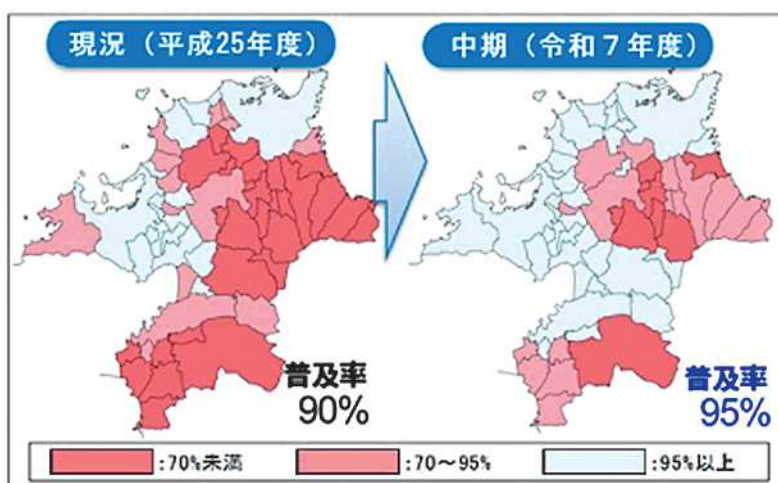 現況（平成25年度）
中期（令和７年度）
普及率
90%
普及率
95%
:70%未満
:70～95%
:95%以上